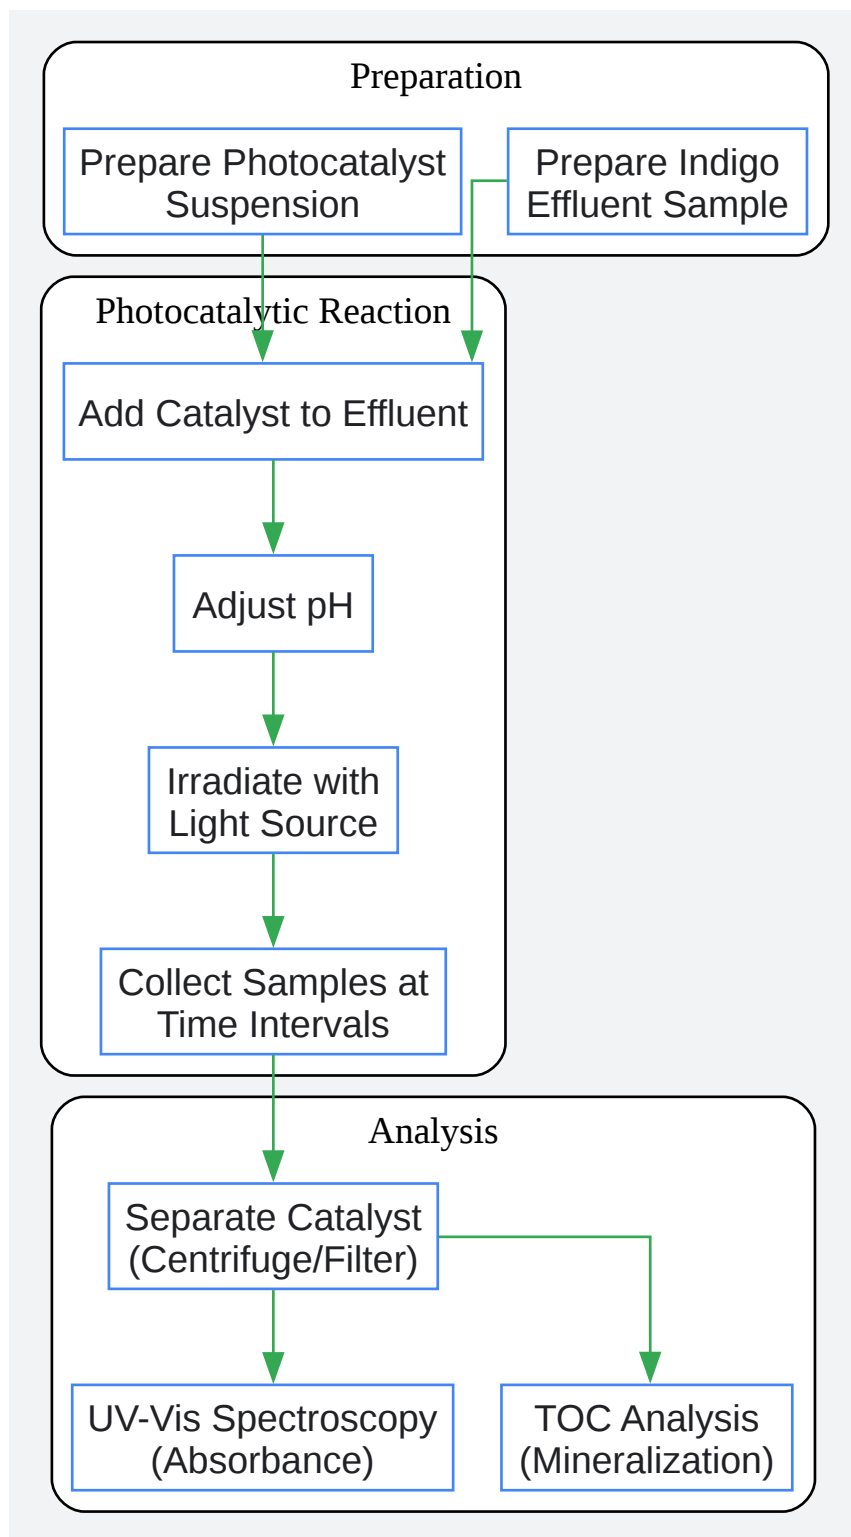 Preparation
Prepare Photocatalyst
Suspension
Prepare Indigo
Effluent Sample
Photocatalytic Reaction
Add Catalyst to Effluent
Adjust pH
Irradiate with
Light Source
Collect Samples at
Time Intervals
Analysis
Separate Catalyst
(Centrifuge/Filter)
UV-Vis Spectroscopy
(Absorbance)
TOC Analysis
(Mineralization)